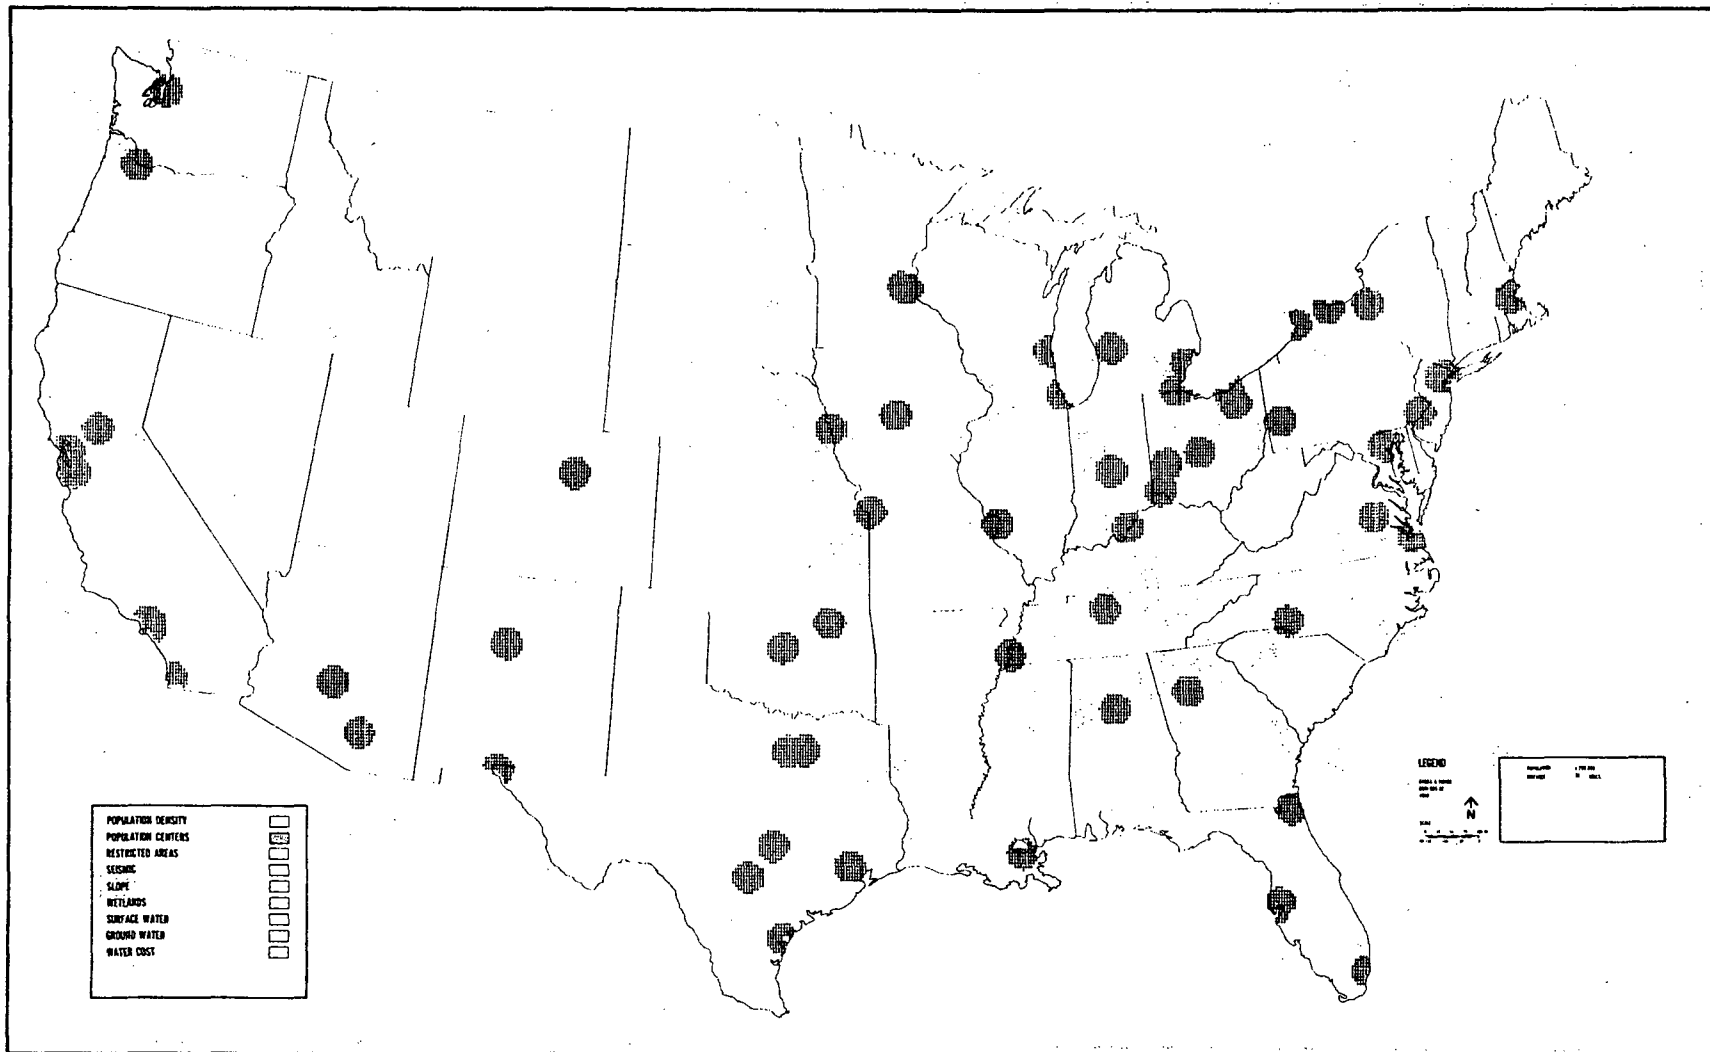 POPULATION DENSITY
POPULATION CENTERS
RESTRICTED AREAS
SEISMIC
SLOPE
WETLANDS
SURFACE WATER
GROUND WATER
WATER COST
LEGEND
N